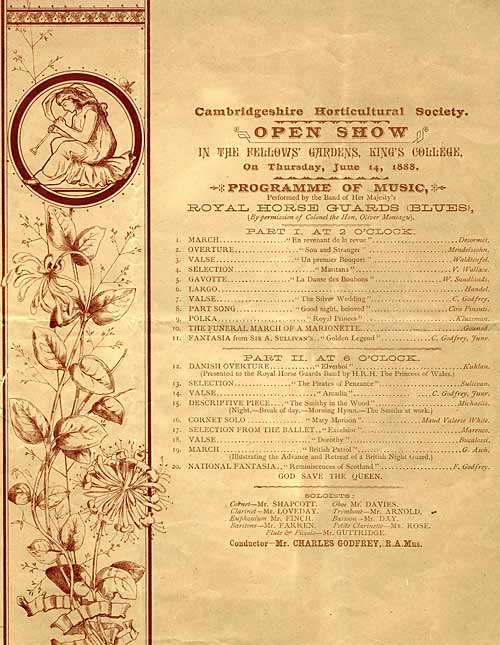 Cambridgeshire Horticultural Society.
OPEN SHOW
IN THE FELLOWS' GARDENS, KING'S COLLEGE,
On Thursday, June 14, 1888.
PROGRAMME OF MUSIC,
Performed by the Band of Her Majesty's
ROYAL HORSE GUARDS (BLUES),
(By permission of Colonel the Hon. Oliver Montagu).
PART I, AT 2 O'CLOCK.
1. MARCH "En revenant de la revue" Desormes.
2. OVERTURE "Son and Stranger" Mendelssohn.
3. VALSE "Un premier Bouquet" Waldteufel.
4. SELECTION "Maritana" V. Wallace.
5. GAVOTTE "La Danse des Boubons" W. Sandlands.
6. LARGO Handel.
7. VALSE "The Silver Wedding" C. Godfrey.
8. PART SONG "Good night, beloved" Ciro Pinsuti.
9. POLKA "Royal Princes" Klussman.
10. THE FUNERAL MARCH OF A MARIONETTE Gounod.
11. FANTASIA from SIR A. SULLIVAN'S "Golden Legend" C. Godfrey, Junr.
PART II, AT 6 O'CLOCK.
12. DANISH OVERTURE "Elverhoi" Kuhlau.
(Presented to the Royal Horse Guards Band by H.R.H. The Princess of Wales.)
13. SELECTION "The Pirates of Penzance" Sullivan.
14. VALSE "Arcadia" C. Godfrey, Junr.
15. DESCRIPTIVE PIECE "The Smithy in the Wood" Michaelis.
(Night.—Break of day.—Morning Hymn.—The Smiths at work.)
16. CORNET SOLO "Mary Morison" Maud Valerie White.
17. SELECTION FROM THE BALLET "Excelsior" Marenco.
18. VALSE "Dorothy" Bucalossi.
19. MARCH "British Patrol" G. Asch.
(Illustrating the Advance and Retreat of a British Night Guard.)
20. NATIONAL FANTASIA "Reminiscences of Scotland" F. Godfrey.
GOD SAVE THE QUEEN.
SOLOISTS:
Cornet—Mr. SHAPCOTT. Oboe Mr. DAVIES.
Clarinet—Mr. LOVEDAY. Trombone—Mr. ARNOLD.
Euphonium Mr. FINCH. Bassoon—Mr. DAY.
Baritone—Mr. FARREN. Petite Clarinette—Mr. ROSE.
Flute & Piccolo—Mr. GUTTRIDGE.
Conductor—Mr. CHARLES GODFREY, R.A.Mus.